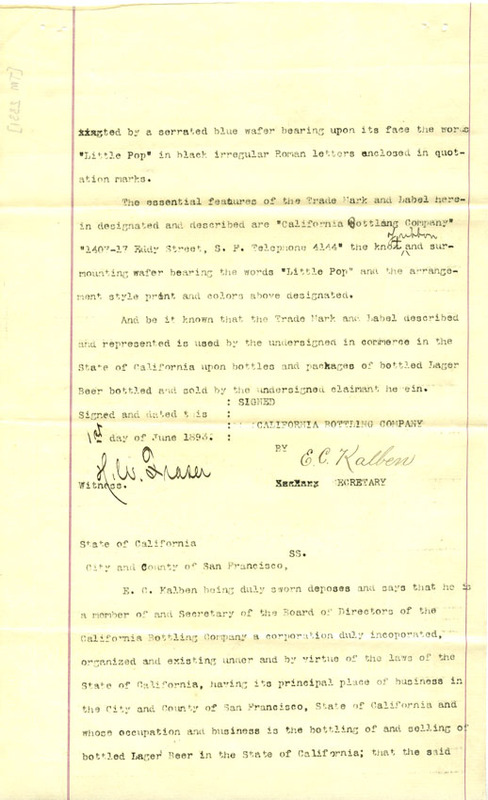 [1223 TM]
xxxgted by a serrated blue wafer bearing upon its face the words
"Little Pop" in black irregular Roman letters enclosed in quot-
ation marks.
The essential features of the Trade Mark and Label here-
in designated and described are "California Bottlang Company"
"1407-17 Eddy Street, S. F. Telephone 4144" the knot
of ribbon
and sur-
mounting wafer bearing the words "Little Pop" and the arrange-
ment style print and colors above designated.
And be it known that the Trade Mark and Label described
and represented is used by the undersigned in commerce in the
State of California upon bottles and packages of bottled Lager
Beer bottled and sold by the undersigned claimant herein.
: SIGNED
Signed and dated this :
CALIFORNIA BOTTLING COMPANY
1st day of June 1893. :
BY E. C. Kalben
H. W. Fraser
Witness. SECRETARY
State of California
SS.
City and County of San Francisco,
E. C. Kalben being duly sworn deposes and says that he is
a member of and Secretary of the Board of Directors of the
California Bottling Company a corporation duly incoporated,
organized and existing under and by virtue of the laws of the
State of California, having its principal place of business in
the City and County of San Francisco, State of California and
whose occupation and business is the bottling of and selling of
bottled Lager Beer in the State of California; that the said